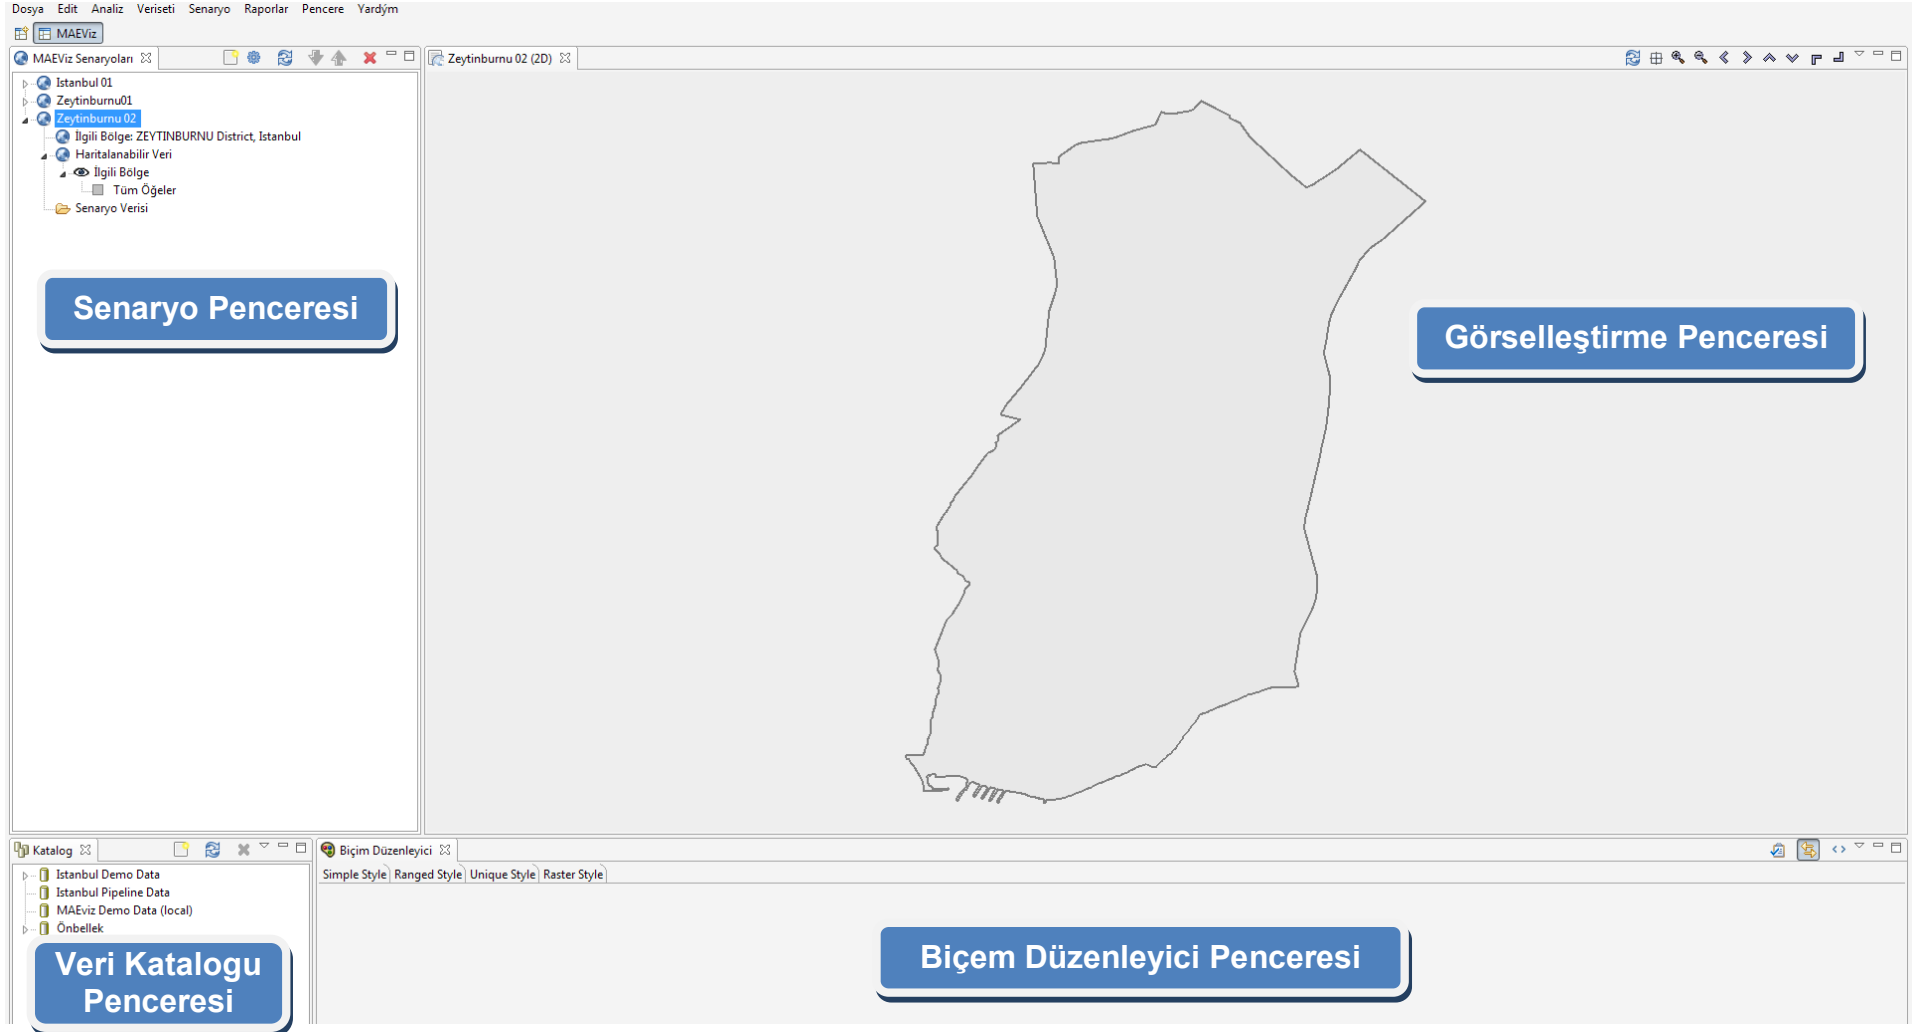 Dosya Edit Analiz Veriseti Senaryo Raporlar Pencere Yardým
MAEViz
MAEViz Senaryoları
Istanbul 01
Zeytinburnu01
Zeytinburnu 02
İlgili Bölge: ZEYTINBURNU District, Istanbul
Haritalanabilir Veri
İlgili Bölge
Tüm Öğeler
Senaryo Verisi
Senaryo Penceresi
Zeytinburnu 02 (2D)
Görselleştirme Penceresi
Katalog
Istanbul Demo Data
Istanbul Pipeline Data
MAEviz Demo Data (local)
Önbellek
Veri Katalogu
Penceresi
Biçim Düzenleyici
Simple Style Ranged Style Unique Style Raster Style
Biçem Düzenleyici Penceresi